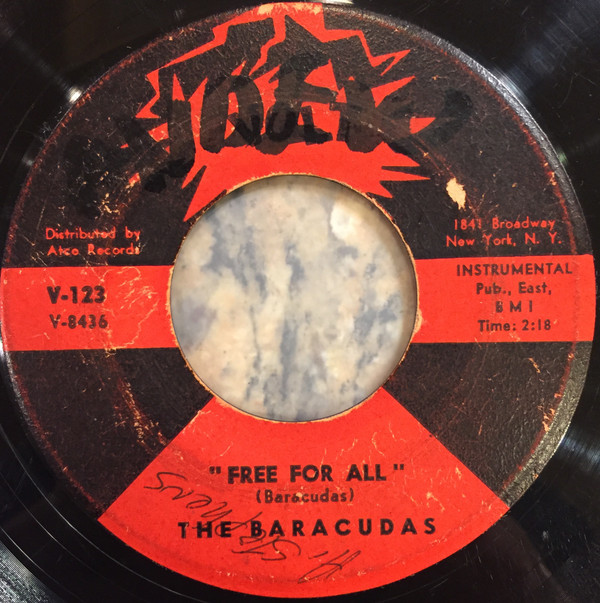 Distributed by
Atco Records
1841 Broadway
New York, N. Y.
V-123
V-8436
INSTRUMENTAL
Pub., East,
BMI
Time: 2:18
"FREE FOR ALL"
(Baracudas)
THE BARACUDAS